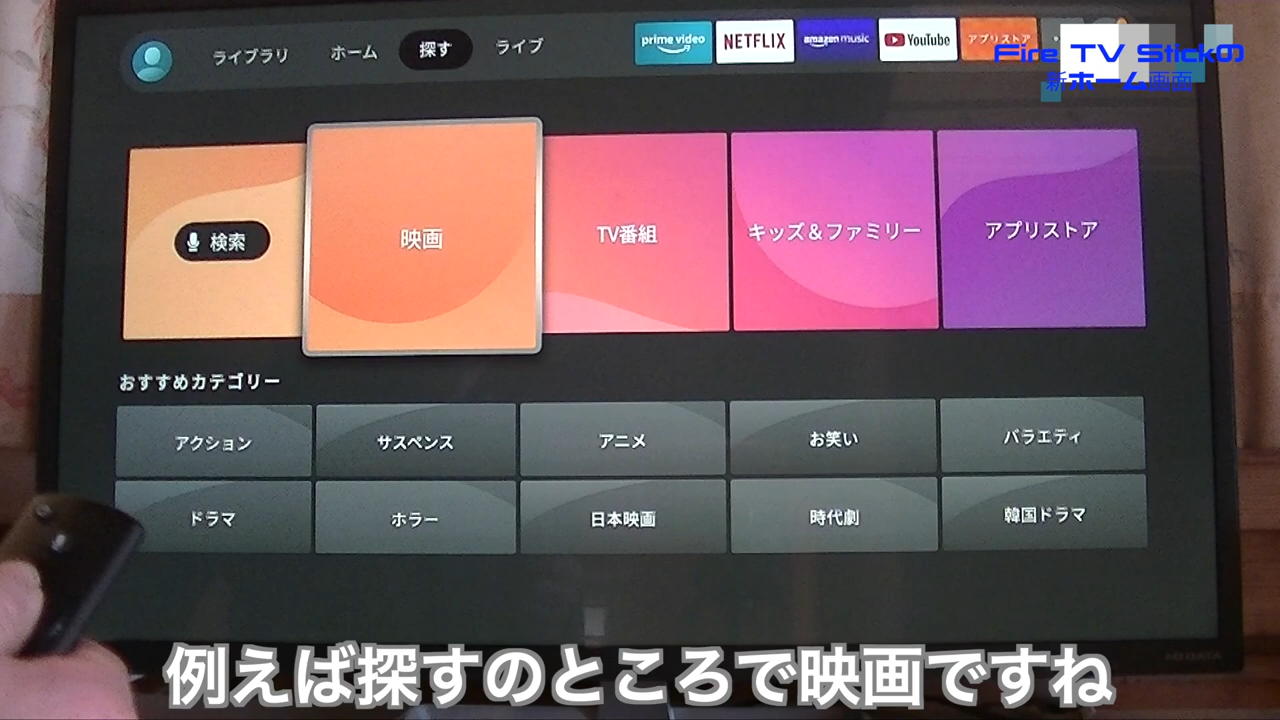 ライブラリ ホーム 探す ライブ prime video NETFLIX amazon music YouTube アプリストア
Fire TV Stickの
新ホーム画面
検索 映画 TV番組 キッズ＆ファミリー アプリストア
おすすめカテゴリー
アクション サスペンス アニメ お笑い バラエティ
ドラマ ホラー 日本映画 時代劇 韓国ドラマ
例えば探すのところで映画ですね